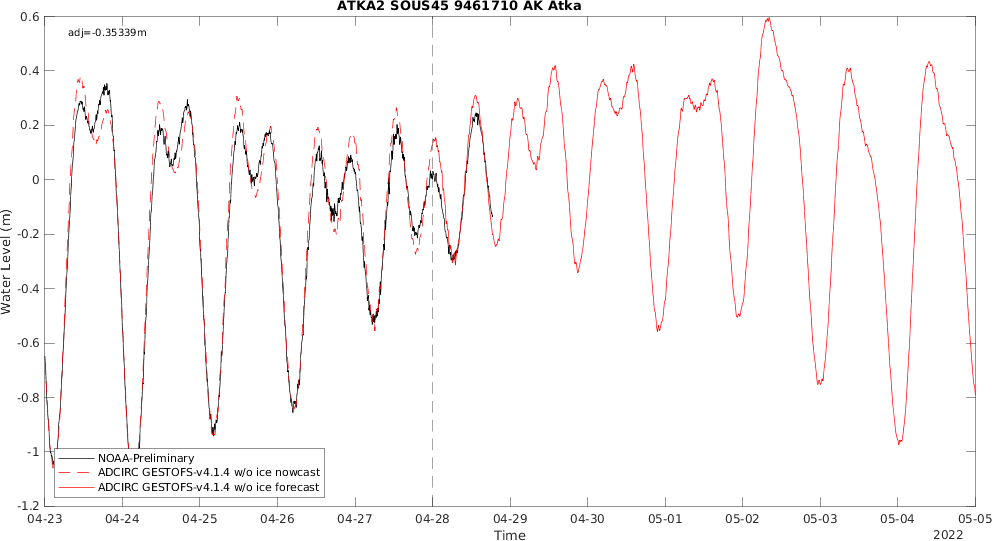 ATKA2 SOUS45 9461710 AK Atka
adj=-0.35339m
0.6
0.4
0.2
0
-0.2
-0.4
-0.6
-0.8
-1
-1.2
Water Level (m)
NOAA-Preliminary
ADCIRC GESTOFS-v4.1.4 w/o ice nowcast
ADCIRC GESTOFS-v4.1.4 w/o ice forecast
04-23 04-24 04-25 04-26 04-27 04-28 04-29 04-30 05-01 05-02 05-03 05-04 05-05
Time
2022